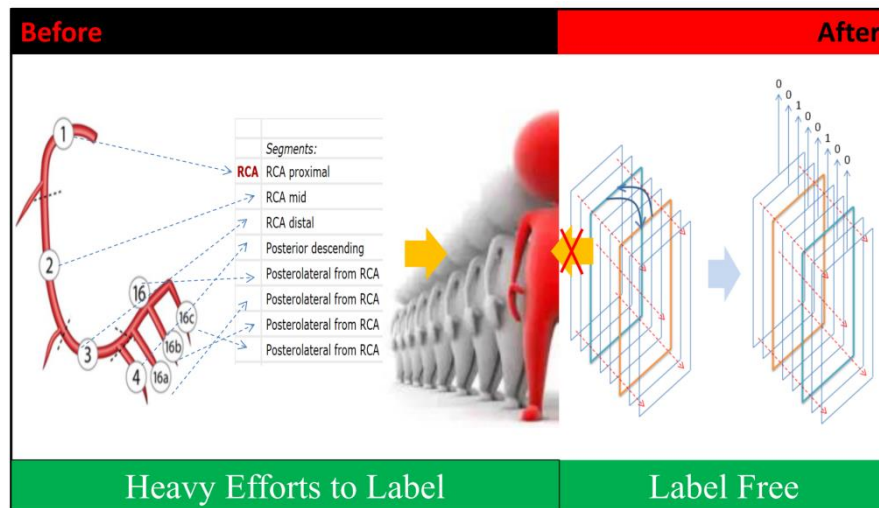 Before
After
1
2
3
4
16
16a
16b
16c
Segments:
RCA RCA proximal
RCA mid
RCA distal
Posterior descending
Posterolateral from RCA
Posterolateral from RCA
Posterolateral from RCA
Posterolateral from RCA
0
0
1
0
0
1
0
0
Heavy Efforts to Label
Label Free